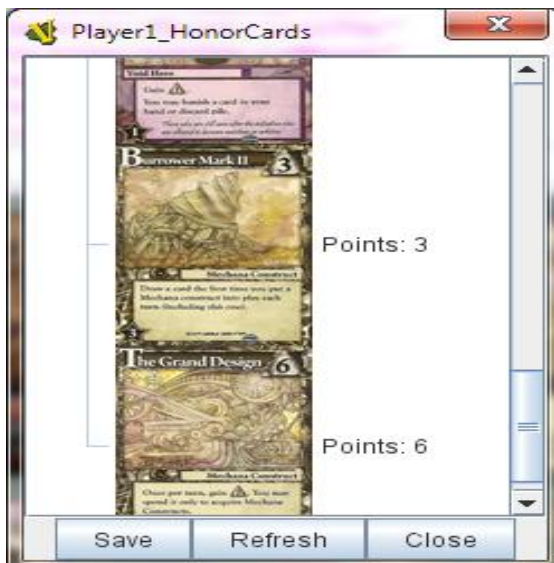 Player1_HonorCards
Void Hero
Gain 1
You may banish a card in your
hand or discard pile.
1
Burrower Mark II 3
Points: 3
Mechana Construct
Draw a card the first time you put a
Mechana construct into play each
turn (including this one).
3
The Grand Design 6
Points: 6
Mechana Construct
Once per turn, gain 1. You may
spend it only to acquire Mechana
Constructs.
Save Refresh Close